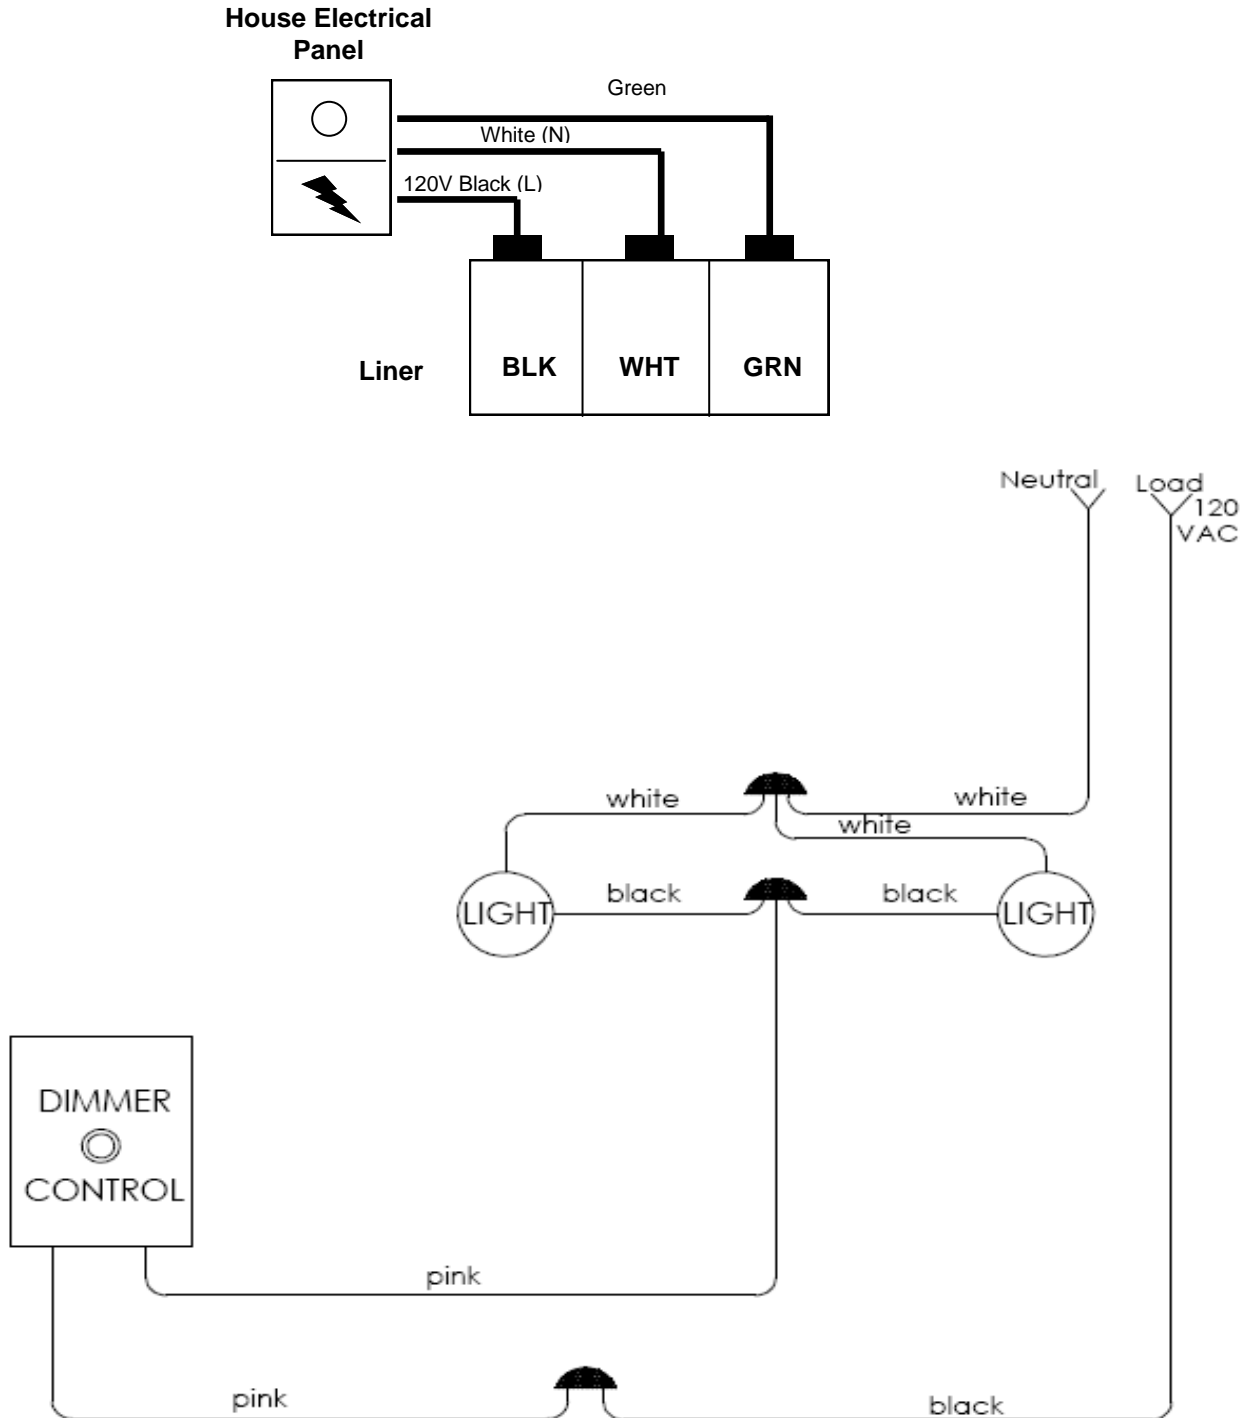 House Electrical
Panel
Green
White (N)
120V Black (L)
Liner
BLK
WHT
GRN
Neutral
Load
120
VAC
white
white
white
black
black
LIGHT
LIGHT
DIMMER
CONTROL
pink
pink
black